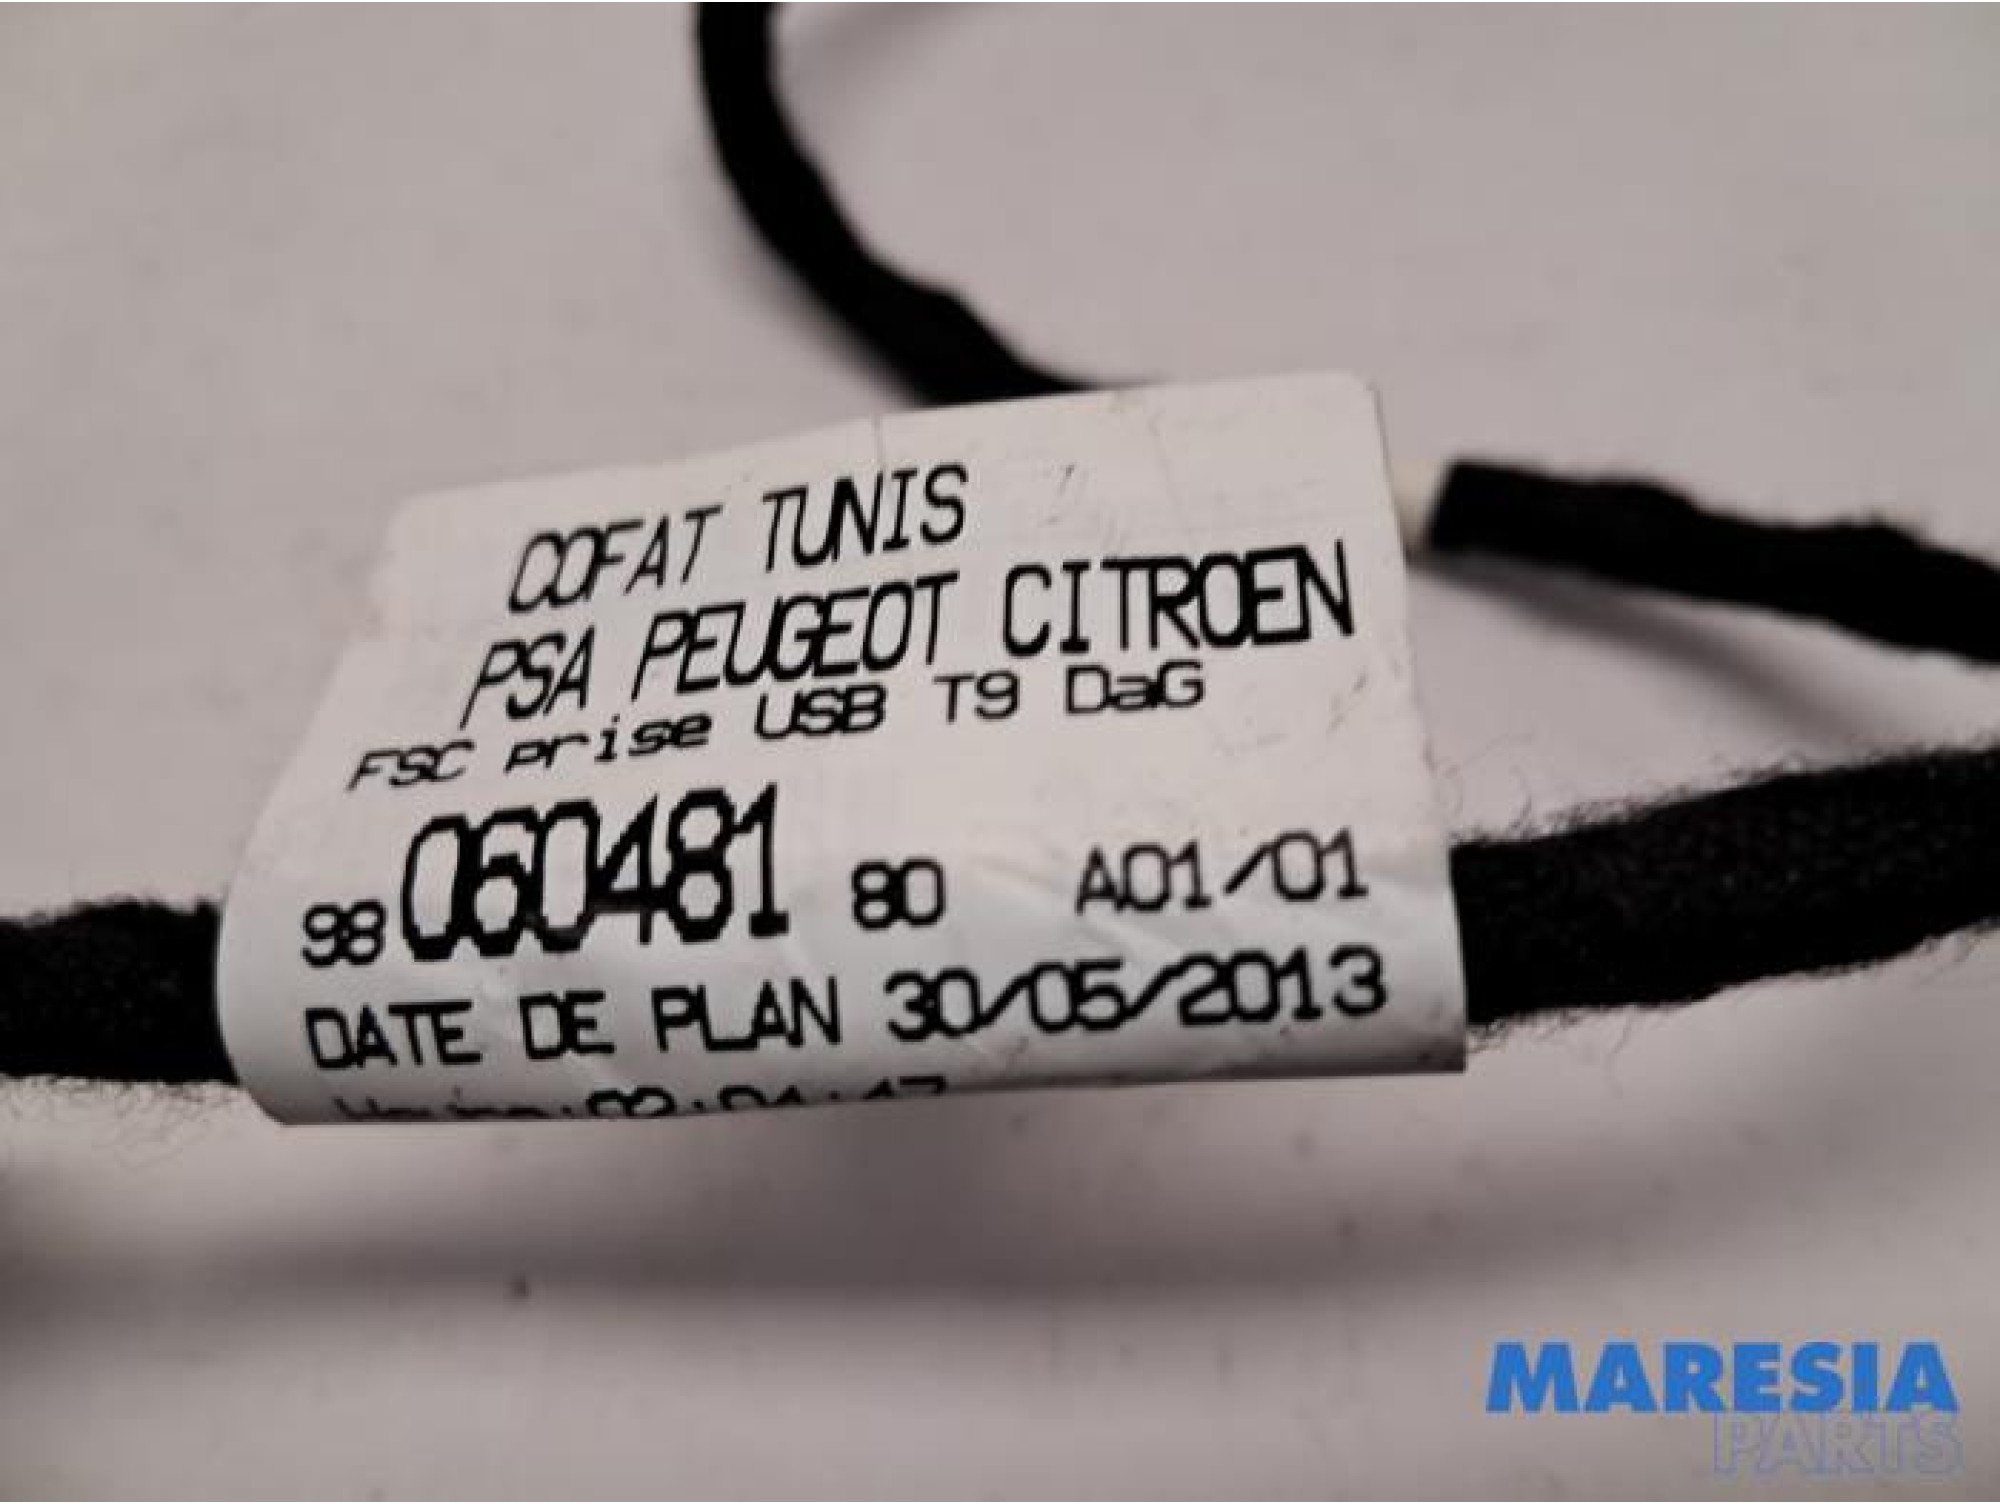 COFAT TUNIS
PSA PEUGEOT CITROEN
FSC prise USB T9 DaG
98 060481 80 A01/01
DATE DE PLAN 30/05/2013
MARESIA
PARTS